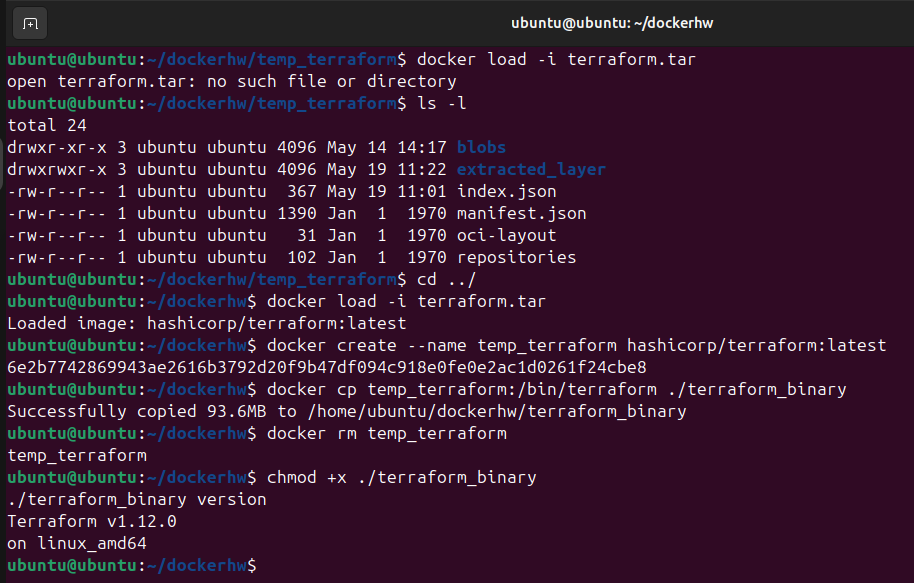 ubuntu@ubuntu: ~/dockerhw
ubuntu@ubuntu:~/dockerhw/temp_terraform$ docker load -i terraform.tar
open terraform.tar: no such file or directory
ubuntu@ubuntu:~/dockerhw/temp_terraform$ ls -l
total 24
drwxr-xr-x 3 ubuntu ubuntu 4096 May 14 14:17 blobs
drwxrwxr-x 3 ubuntu ubuntu 4096 May 19 11:22 extracted_layer
-rw-r--r-- 1 ubuntu ubuntu  367 May 19 11:01 index.json
-rw-r--r-- 1 ubuntu ubuntu 1390 Jan  1  1970 manifest.json
-rw-r--r-- 1 ubuntu ubuntu   31 Jan  1  1970 oci-layout
-rw-r--r-- 1 ubuntu ubuntu  102 Jan  1  1970 repositories
ubuntu@ubuntu:~/dockerhw/temp_terraform$ cd ../
ubuntu@ubuntu:~/dockerhw$ docker load -i terraform.tar
Loaded image: hashicorp/terraform:latest
ubuntu@ubuntu:~/dockerhw$ docker create --name temp_terraform hashicorp/terraform:latest
6e2b7742869943ae2616b3792d20f9b47df094c918e0fe0e2ac1d0261f24cbe8
ubuntu@ubuntu:~/dockerhw$ docker cp temp_terraform:/bin/terraform ./terraform_binary
Successfully copied 93.6MB to /home/ubuntu/dockerhw/terraform_binary
ubuntu@ubuntu:~/dockerhw$ docker rm temp_terraform
temp_terraform
ubuntu@ubuntu:~/dockerhw$ chmod +x ./terraform_binary
./terraform_binary version
Terraform v1.12.0
on linux_amd64
ubuntu@ubuntu:~/dockerhw$